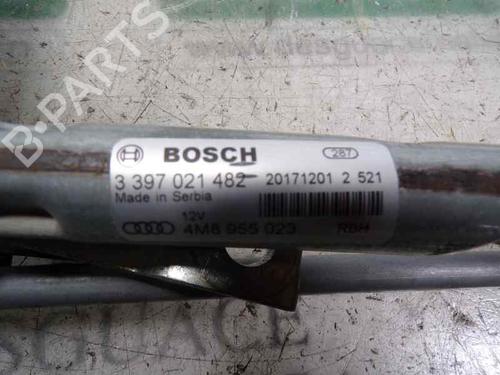 B-PARTS
BOSCH
287
3 397 021 482 20171201 2 521
Made in Serbia
12V
4M8 955 023 RBH